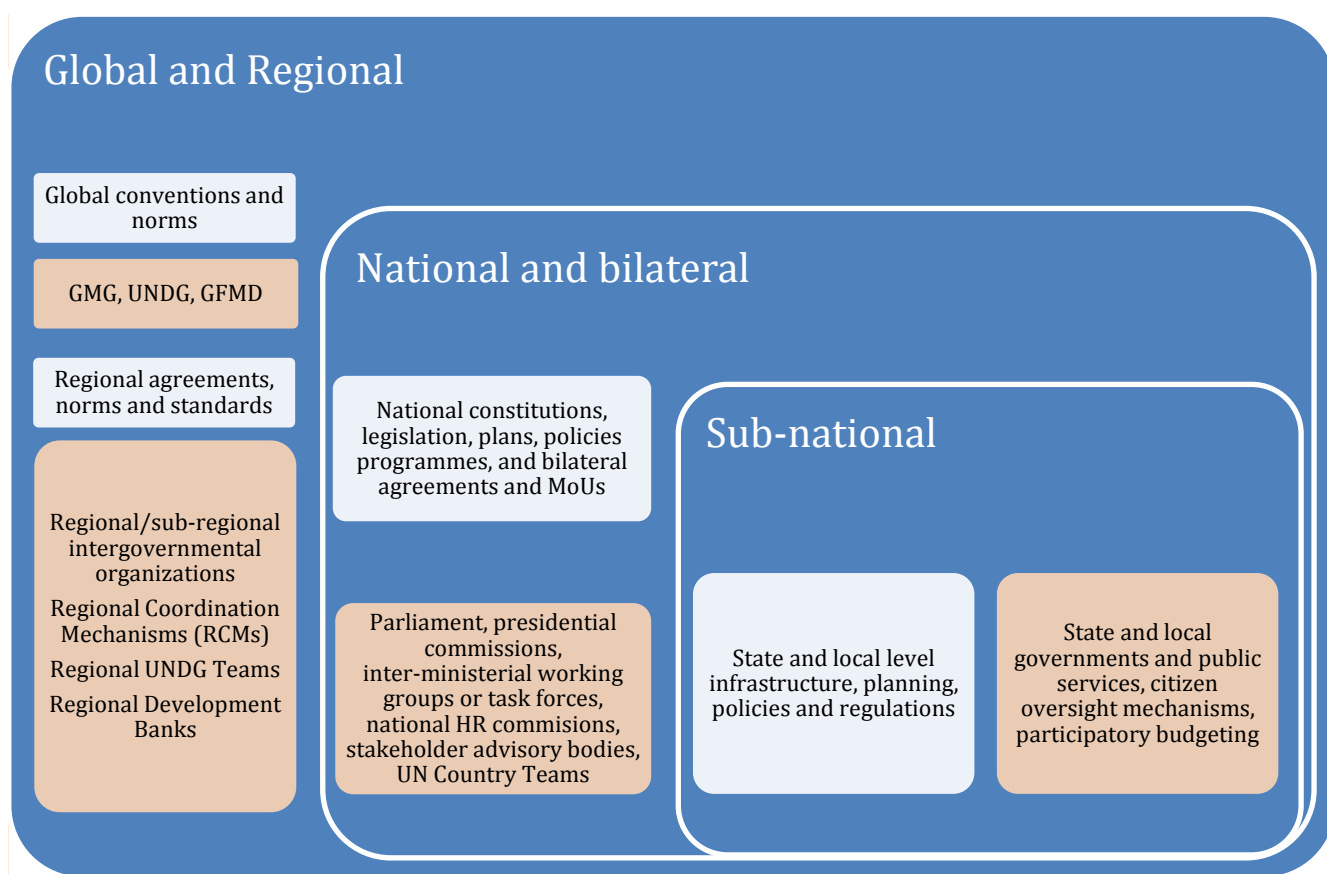 Global and Regional
Global conventions and
norms
GMG, UNDG, GFMD
Regional agreements,
norms and standards
Regional/sub-regional
intergovernmental
organizations
Regional Coordination
Mechanisms (RCMs)
Regional UNDG Teams
Regional Development
Banks
National and bilateral
National constitutions,
legislation, plans, policies
programmes, and bilateral
agreements and MoUs
Parliament, presidential
commissions,
inter-ministerial working
groups or task forces,
national HR commisions,
stakeholder advisory bodies,
UN Country Teams
Sub-national
State and local level
infrastructure, planning,
policies and regulations
State and local
governments and public
services, citizen
oversight mechanisms,
participatory budgeting